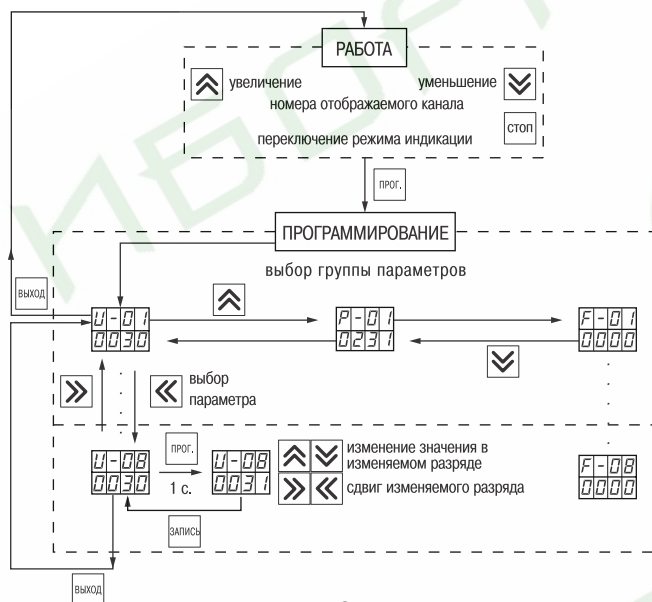 РАБОТА
увеличение
уменьшение
номера отображаемого канала
СТОП
переключение режима индикации
ПРОГ.
ПРОГРАММИРОВАНИЕ
выбор группы параметров
ВЫХОД
U-01
0030
P-01
0231
F-01
0000
выбор
параметра
U-08
0030
ПРОГ.
1 с.
U-08
0031
изменение значения в
изменяемом разряде
сдвиг изменяемого разряда
F-08
0000
ЗАПИСЬ
ВЫХОД